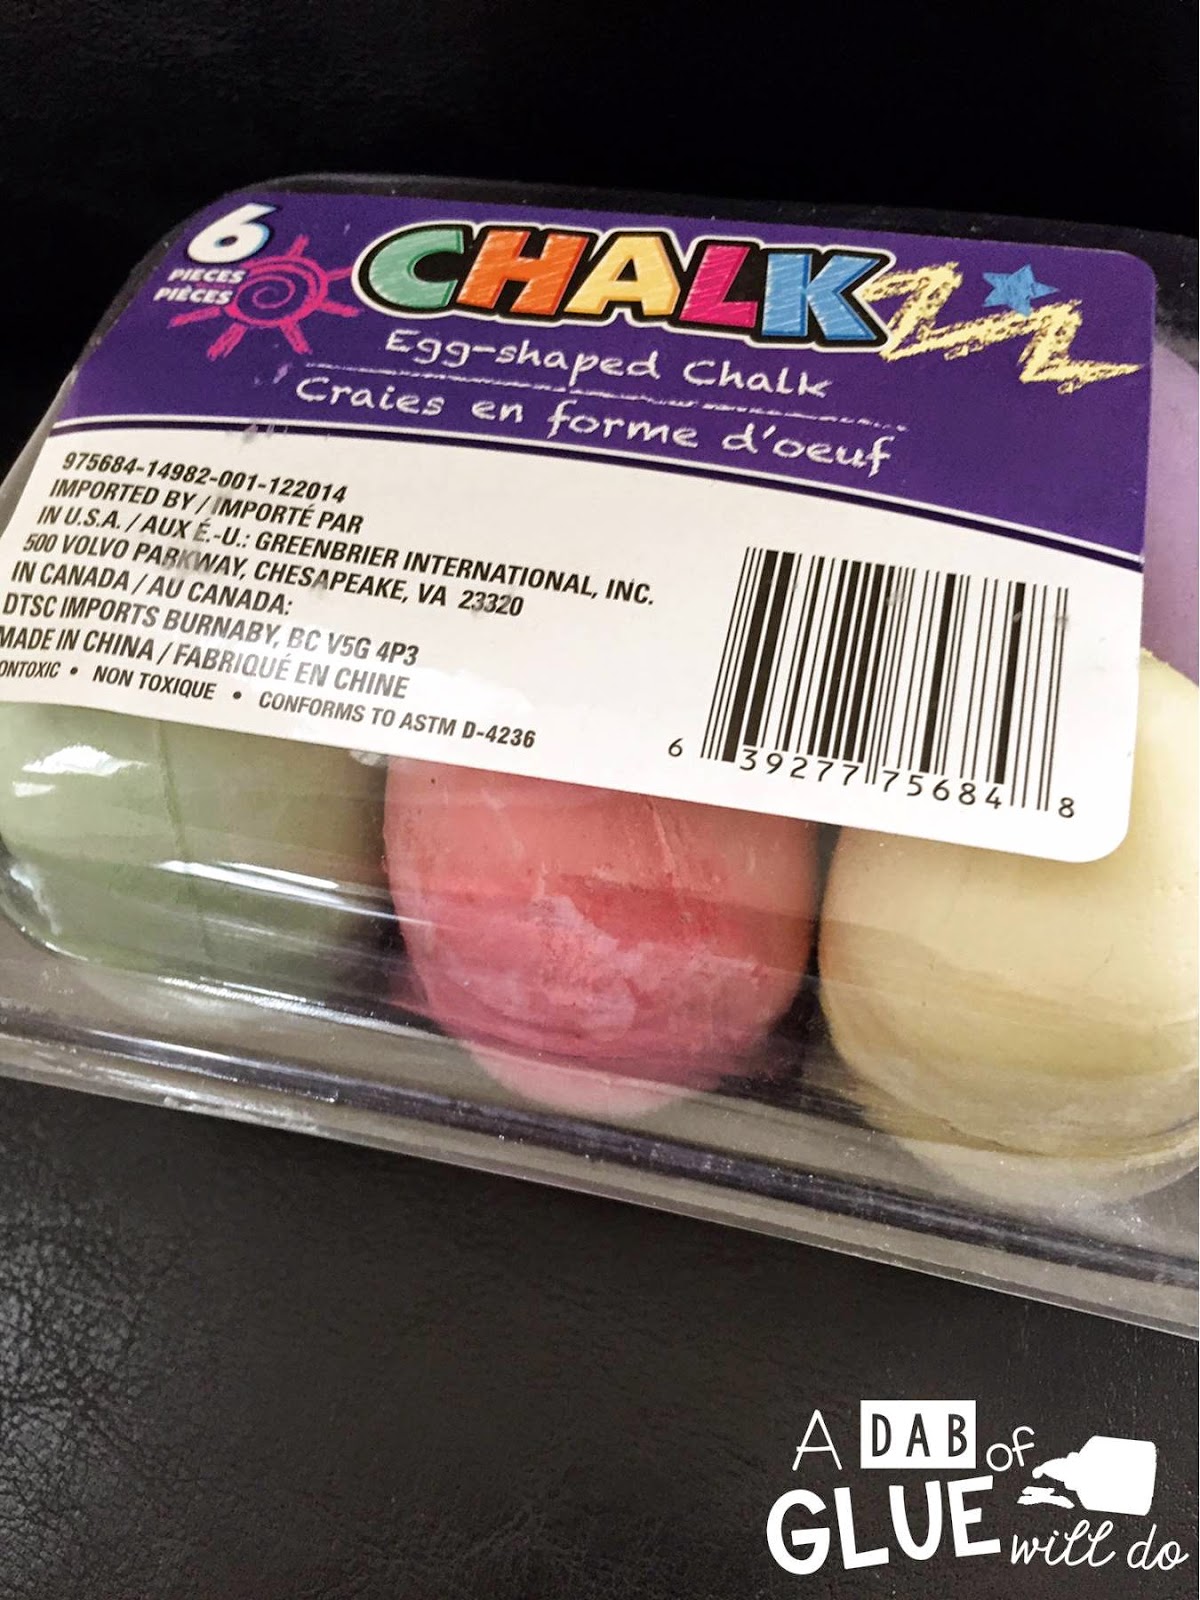 6
PIECES
PIÈCES
CHALK
Egg-shaped Chalk
Craies en forme d'oeuf
975684-14982-001-122014
IMPORTED BY / IMPORTÉ PAR
IN U.S.A. / AUX É.-U.: GREENBRIER INTERNATIONAL, INC.
500 VOLVO PARKWAY, CHESAPEAKE, VA 23320
IN CANADA / AU CANADA:
DTSC IMPORTS BURNABY, BC V5G 4P3
MADE IN CHINA / FABRIQUÉ EN CHINE
ONTOXIC • NON TOXIQUE • CONFORMS TO ASTM D-4236
6 39277 75684 8
A DAB of
GLUE will do